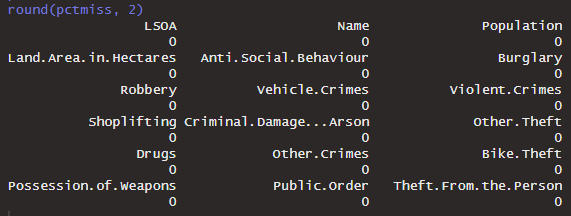 round(pctmiss, 2)
LSOA Name Population
0 0 0
Land.Area.in.Hectares Anti.Social.Behaviour Burglary
0 0 0
Robbery Vehicle.Crimes Violent.Crimes
0 0 0
Shoplifting Criminal.Damage...Arson Other.Theft
0 0 0
Drugs Other.Crimes Bike.Theft
0 0 0
Possession.of.Weapons Public.Order Theft.From.the.Person
0 0 0